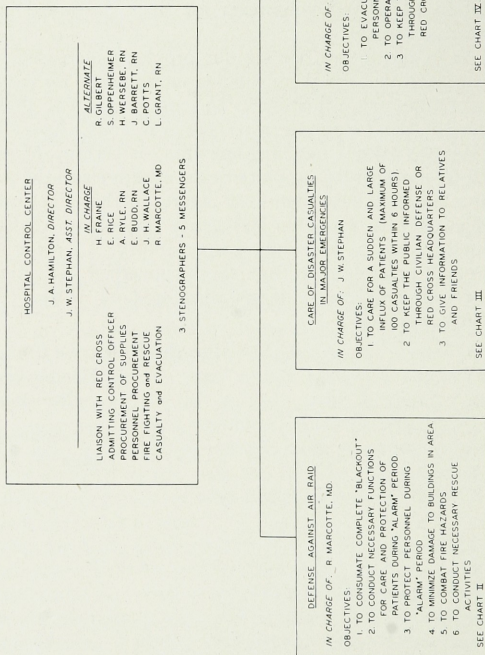 HOSPITAL CONTROL CENTER
J A. HAMILTON, DIRECTOR
J. W. STEPHAN, ASST. DIRECTOR
IN CHARGE ALTERNATE
LIAISON WITH RED CROSS H FRAINE R. GILBERT
ADMITTING CONTROL OFFICER E. RICE S. OPPENHEIMER
PROCUREMENT OF SUPPLIES A. RYLE, RN H WERSEBE, RN
PERSONNEL PROCUREMENT E. BUDD, RN J BARRETT, RN
FIRE FIGHTING and RESCUE J H. WALLACE C. POTTS
CASUALTY and EVACUATION R MARCOTTE, MD L. GRANT, RN
3 STENOGRAPHERS - 5 MESSENGERS
DEFENSE AGAINST AIR RAID
IN CHARGE OF: R MARCOTTE, MD.
OBJECTIVES:
1. TO CONSUMATE COMPLETE "BLACKOUT"
2. TO CONDUCT NECESSARY FUNCTIONS
FOR CARE AND PROTECTION OF
PATIENTS DURING "ALARM" PERIOD
3 TO PROTECT PERSONNEL DURING
"ALARM" PERIOD
4 TO MINIMIZE DAMAGE TO BUILDINGS IN AREA
5 TO COMBAT FIRE HAZARDS
6 TO CONDUCT NECESSARY RESCUE
ACTIVITIES
SEE CHART II
CARE OF DISASTER CASUALTIES
IN MAJOR EMERGENCIES
IN CHARGE OF: J W. STEPHAN
OBJECTIVES:
1 TO CARE FOR A SUDDEN AND LARGE
INFLUX OF PATIENTS (MAXIMUM OF
100 CASUALTIES WITHIN 6 HOURS)
2 TO KEEP THE PUBLIC INFORMED
THROUGH CIVILIAN DEFENSE OR
RED CROSS HEADQUARTERS
3 TO GIVE INFORMATION TO RELATIVES
AND FRIENDS
SEE CHART III
IN CHARGE OF
OBJECTIVES:
1 TO EVACU
PERSONN
2 TO OPERA
3 TO KEEP
THROUG
RED CR
SEE CHART IV